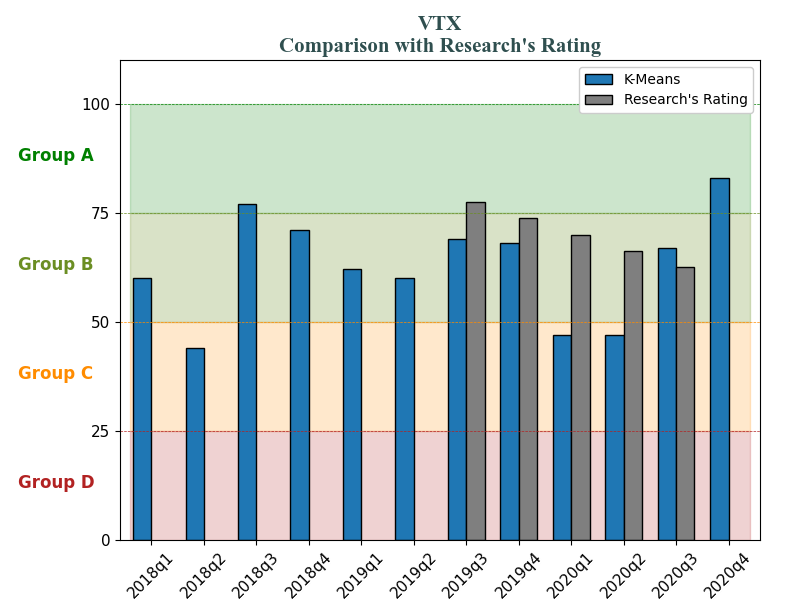 VTX
Comparison with Research's Rating
K-Means
Research's Rating
100
Group A
75
Group B
50
Group C
25
Group D
0
2018q1
2018q2
2018q3
2018q4
2019q1
2019q2
2019q3
2019q4
2020q1
2020q2
2020q3
2020q4